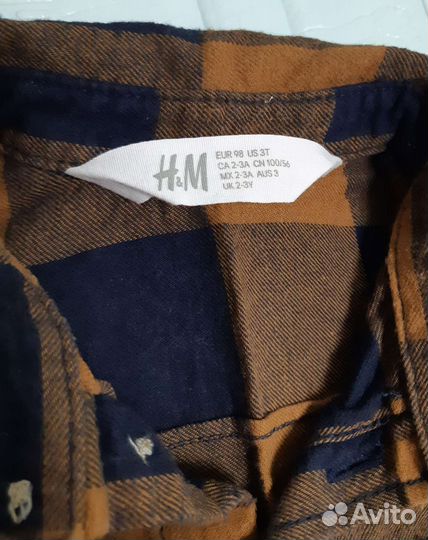 H&M
EUR 98 US 3T
CA 2-3A CN 100/56
MX 2-3A AUS 3
UK 2-3Y
Avito